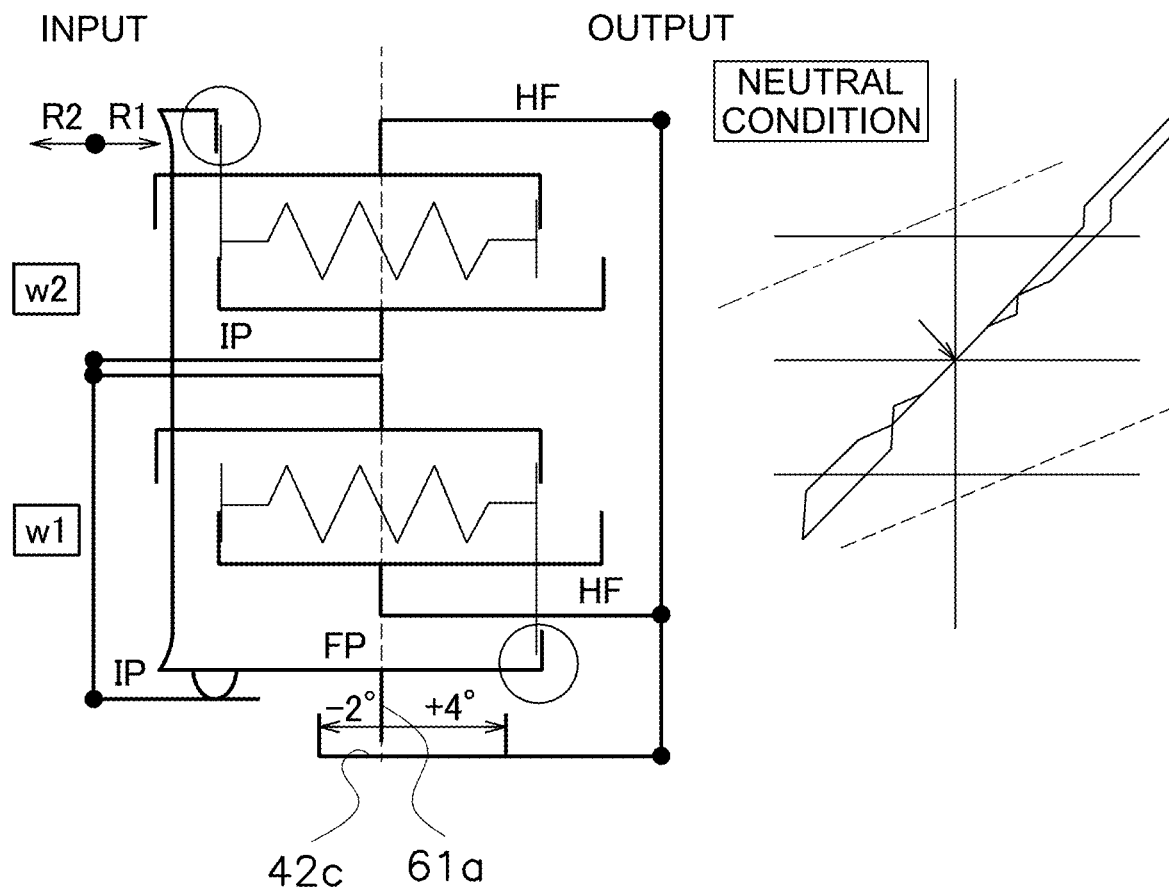 INPUT
OUTPUT
NEUTRAL
CONDITION
HF
R2 R1
w2
IP
w1
HF
FP
IP
−2° +4°
42c 61a